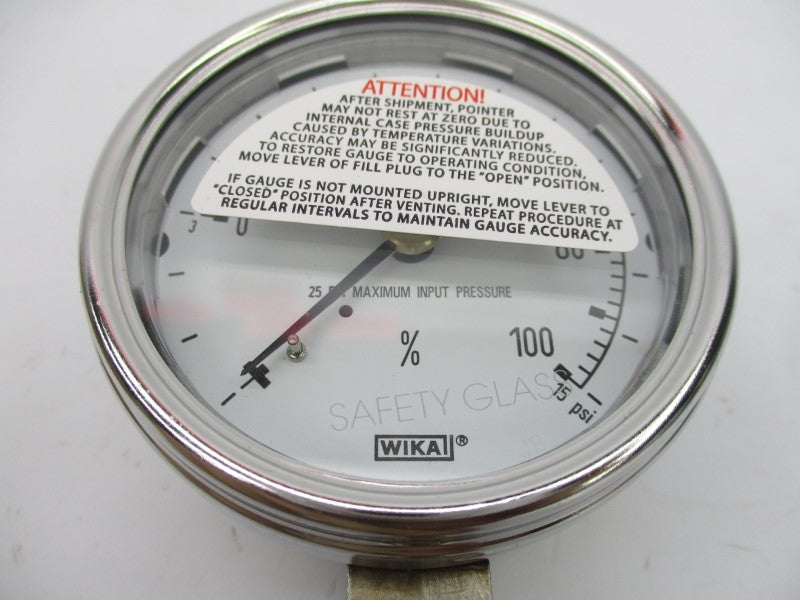 ATTENTION!
AFTER SHIPMENT, POINTER
MAY NOT REST AT ZERO DUE TO
INTERNAL CASE PRESSURE BUILDUP
CAUSED BY TEMPERATURE VARIATIONS.
ACCURACY MAY BE SIGNIFICANTLY REDUCED.
TO RESTORE GAUGE TO OPERATING CONDITION,
MOVE LEVER OF FILL PLUG TO THE "OPEN" POSITION.
IF GAUGE IS NOT MOUNTED UPRIGHT, MOVE LEVER TO
"CLOSED" POSITION AFTER VENTING. REPEAT PROCEDURE AT
REGULAR INTERVALS TO MAINTAIN GAUGE ACCURACY.
3 0
25 MAXIMUM INPUT PRESSURE
% 100
15 psi
SAFETY GLASS
WIKA ®